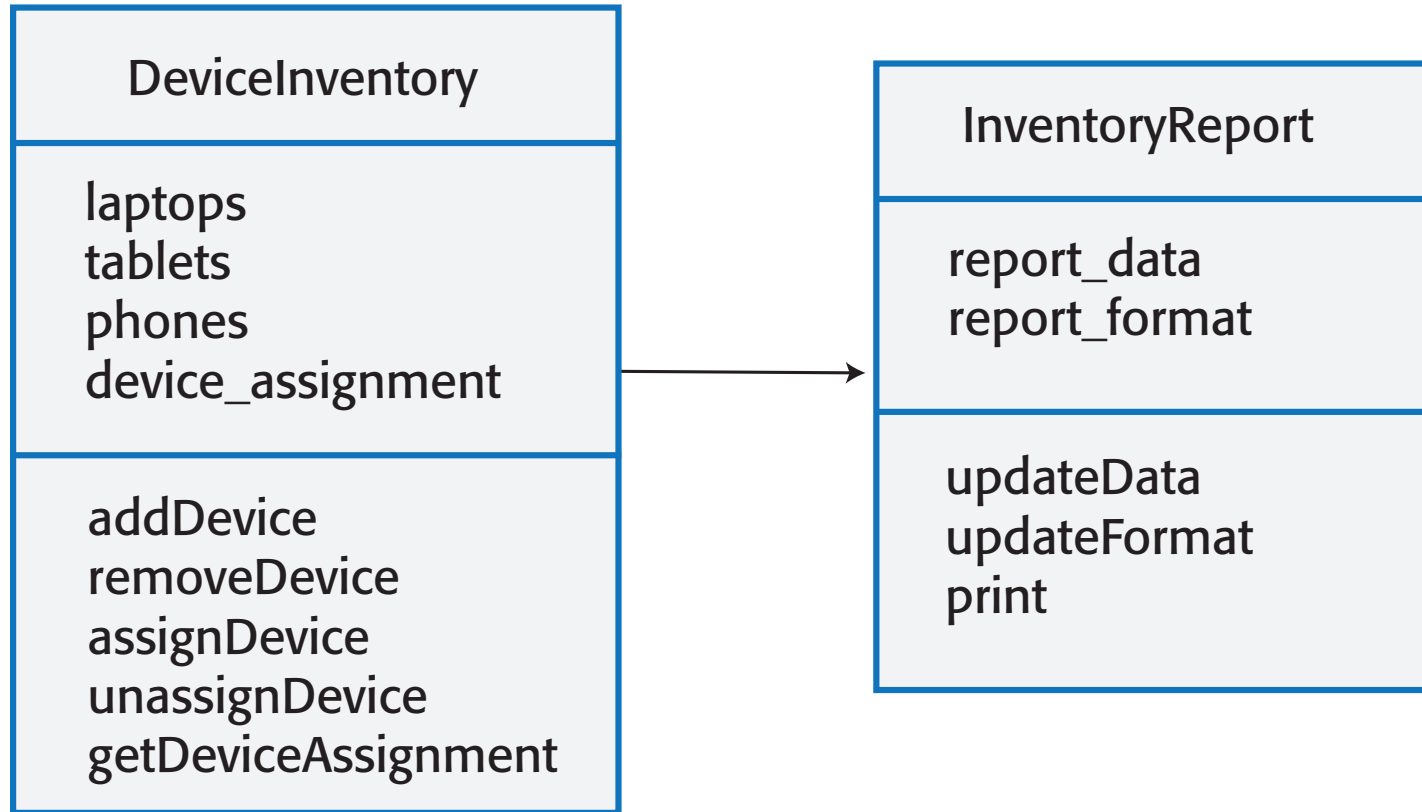 DeviceInventory
laptops
tablets
phones
device_assignment
addDevice
removeDevice
assignDevice
unassignDevice
getDeviceAssignment
InventoryReport
report_data
report_format
updateData
updateFormat
print